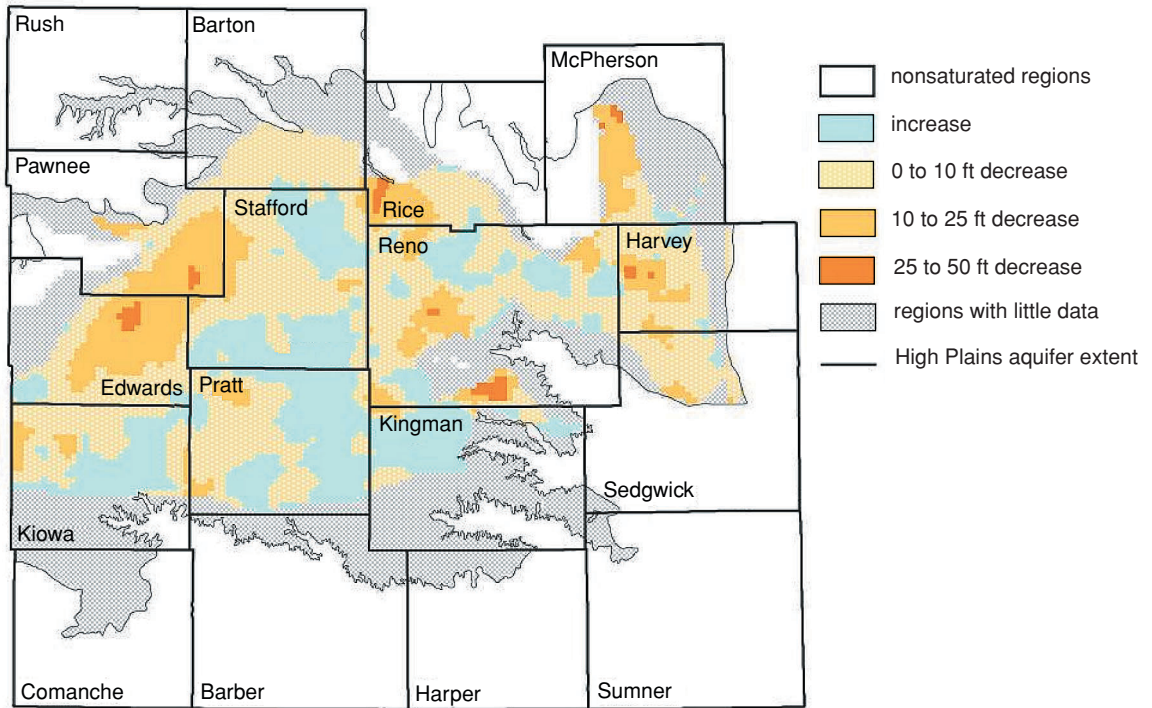 Rush
Barton
McPherson
Pawnee
Stafford
Rice
Reno
Harvey
Edwards
Pratt
Kingman
Sedgwick
Kiowa
Comanche
Barber
Harper
Sumner
nonsaturated regions
increase
0 to 10 ft decrease
10 to 25 ft decrease
25 to 50 ft decrease
regions with little data
High Plains aquifer extent